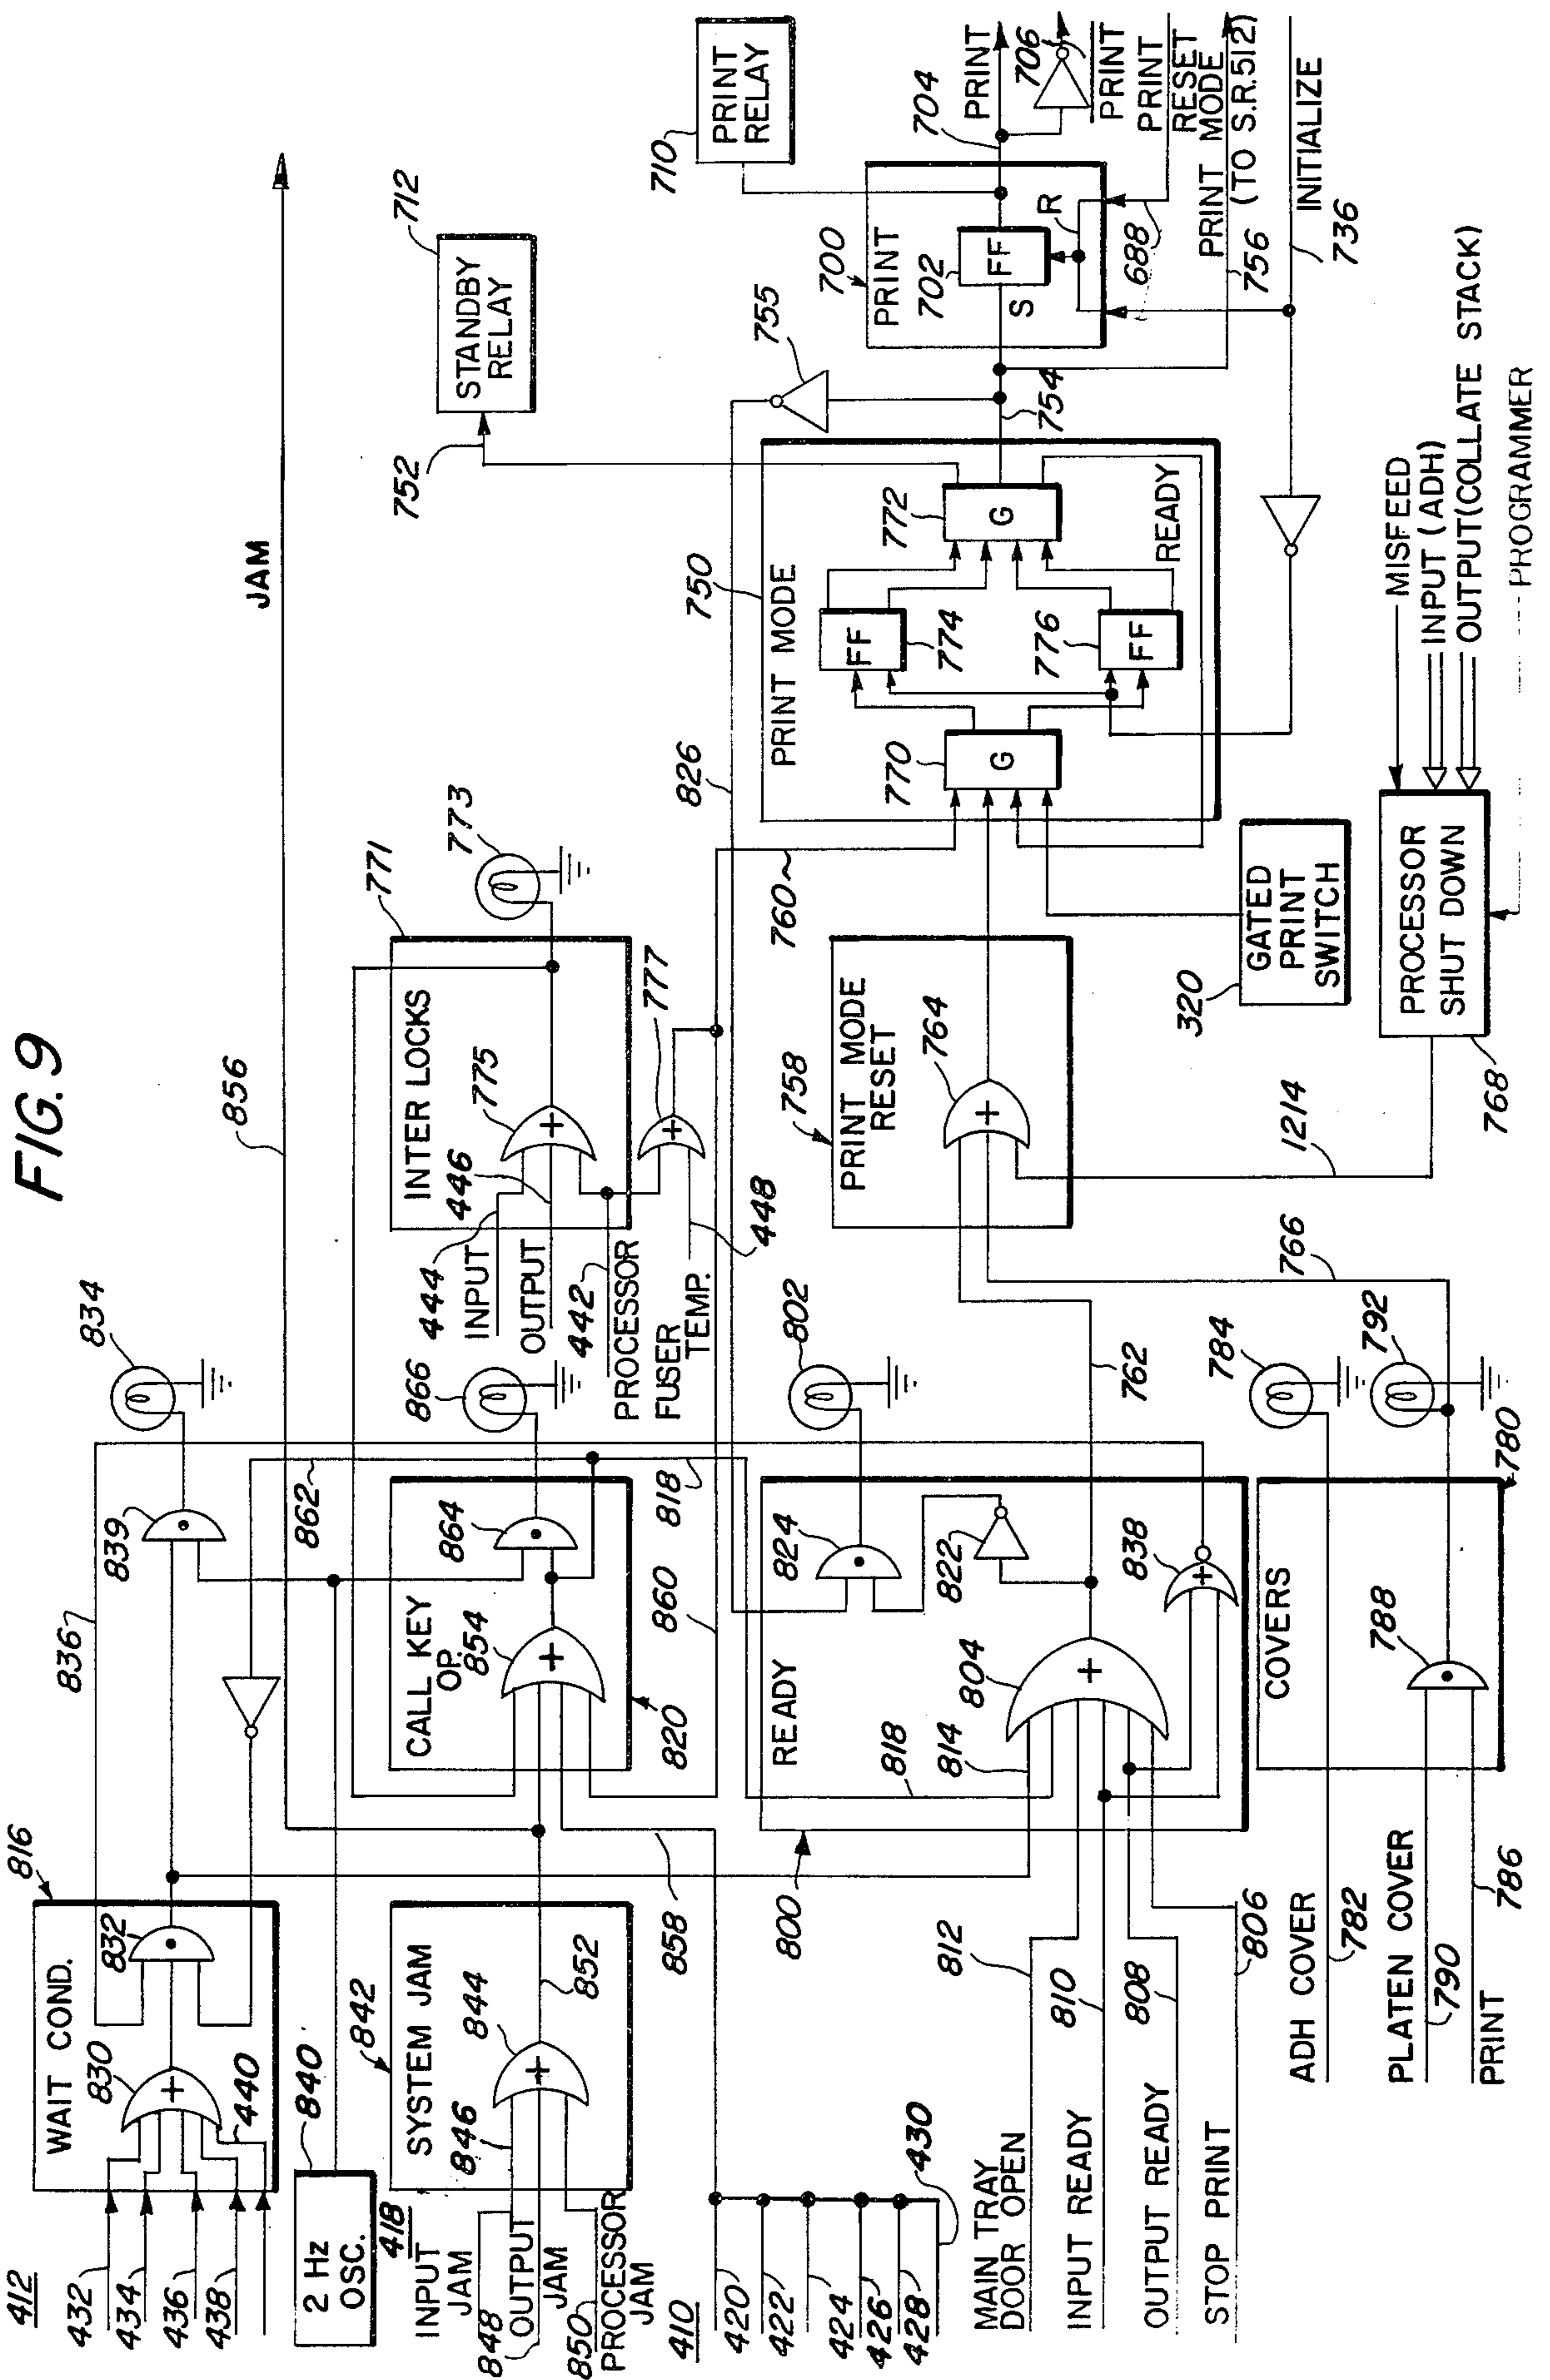 FIG. 9
412
432
434
436
438
440
WAIT COND.
816
830
832
836
839
834
856
JAM
2 Hz
OSC.
840
862
418
842
SYSTEM JAM
844
846
INPUT
JAM
848
OUTPUT
JAM
850
PROCESSOR
JAM
852
CALL KEY
OP.
854
864
820
866
858
860
818
444
INPUT
446
OUTPUT
442
PROCESSOR
FUSER
TEMP.
448
INTER LOCKS
775
771
773
777
712
STANDBY
RELAY
752
410
420
422
424
426
428
430
READY
800
804
814
818
822
824
838
802
826
760
762
812
MAIN TRAY
DOOR OPEN
810
INPUT READY
808
OUTPUT READY
806
STOP PRINT
758
PRINT MODE
RESET
764
766
1214
750
PRINT MODE
770
G
774
FF
776
FF
772
G
READY
754
755
756
710
PRINT
RELAY
700
PRINT
702
FF
S
R
688
704
PRINT
706
PRINT
PRINT
RESET
PRINT MODE
(TO S.R.512)
INITIALIZE
736
COVERS
780
784
792
788
ADH COVER
782
PLATEN COVER
790
PRINT
786
320
GATED
PRINT
SWITCH
PROCESSOR
SHUT DOWN
768
MISFEED
INPUT (ADH)
OUTPUT(COLLATE STACK)
PROGRAMER